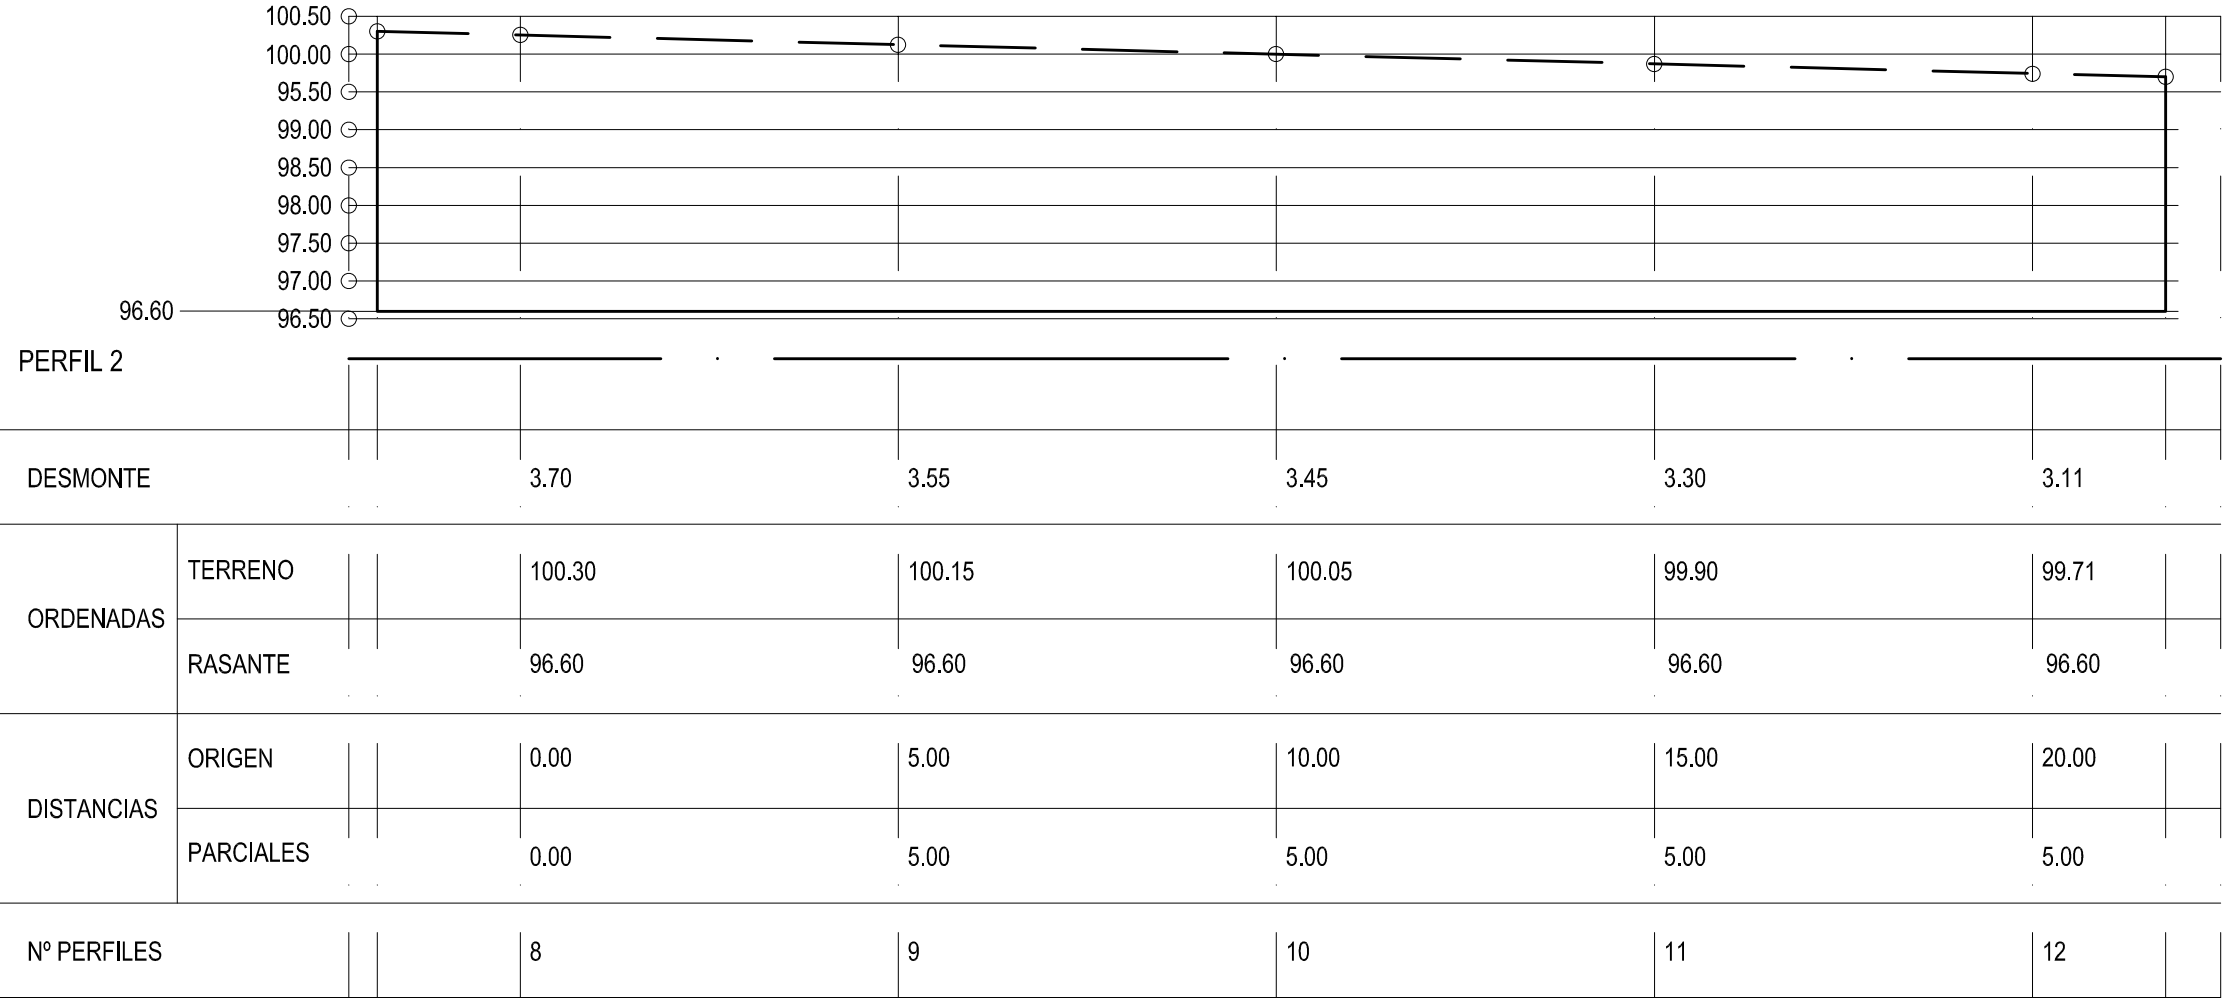 100.50
100.00
95.50
99.00
98.50
98.00
97.50
97.00
96.60
96.50
PERFIL 2
DESMONTE 3.70 3.55 3.45 3.30 3.11
ORDENADAS
TERRENO 100.30 100.15 100.05 99.90 99.71
RASANTE 96.60 96.60 96.60 96.60 96.60
DISTANCIAS
ORIGEN 0.00 5.00 10.00 15.00 20.00
PARCIALES 0.00 5.00 5.00 5.00 5.00
Nº PERFILES 8 9 10 11 12